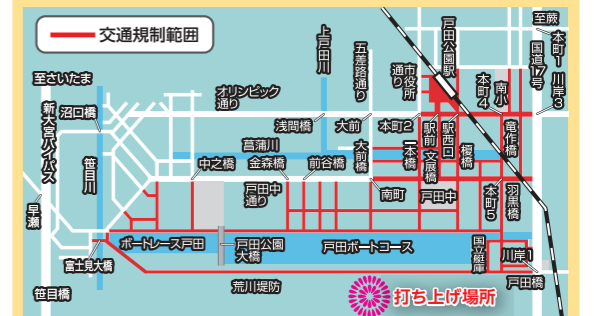 交通規制範囲
至さいたま
新大宮バイパス
沼口橋
笹目川
早瀬
笹目橋
富士見大橋
オリンピック
通り
上戸田川
五差路通り
市役所
通り
戸田公園駅
至蕨
本町1
国道17号
川岸3
本町4
南小
竜作橋
浅間橋
大前
本町2
駅前
駅西口
榎橋
菖蒲川
中之橋
金森橋
前谷橋
大前橋
一本橋
文展橋
戸田中
通り
南町
戸田中
本町5
羽黒橋
ボートレース戸田
戸田公園
大橋
戸田ボートコース
国立艇庫
川岸1
戸田橋
荒川堤防
打ち上げ場所